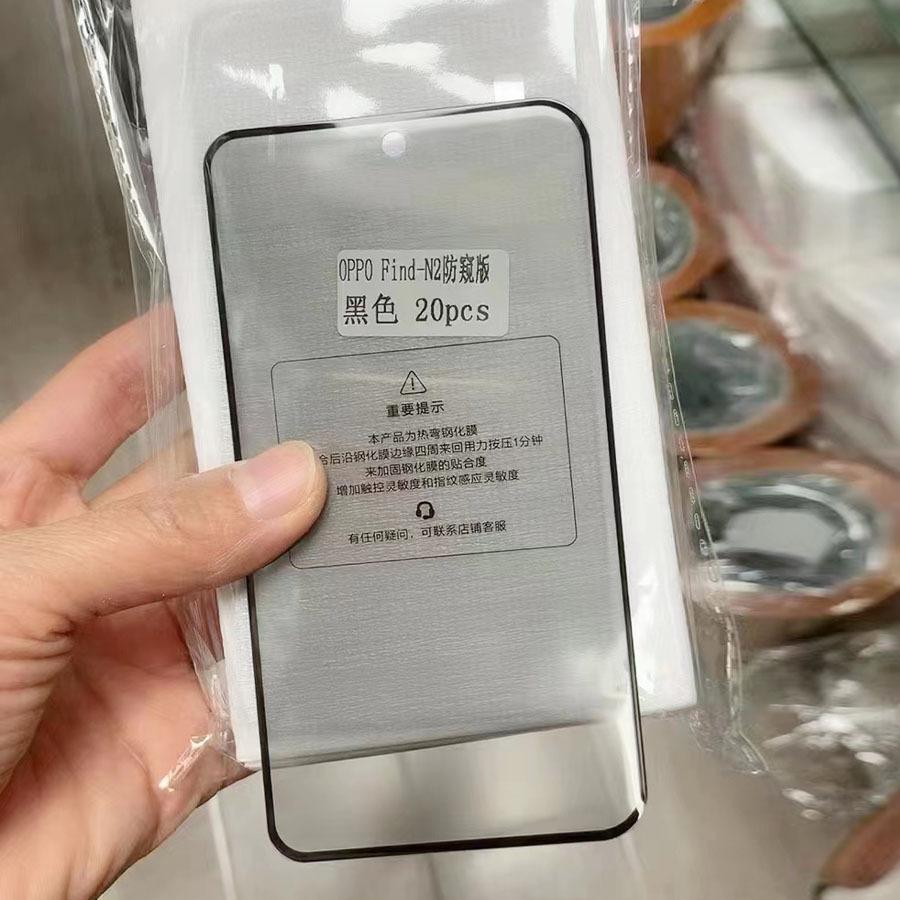 OPPO Find-N2防窥版
黑色 20pcs
重要提示
本产品为热弯钢化膜
合后沿钢化膜边缘四周来回用力按压1分钟
来加固钢化膜的贴合度
增加触控灵敏度和指纹感应灵敏度
有任何疑问，可联系店铺客服